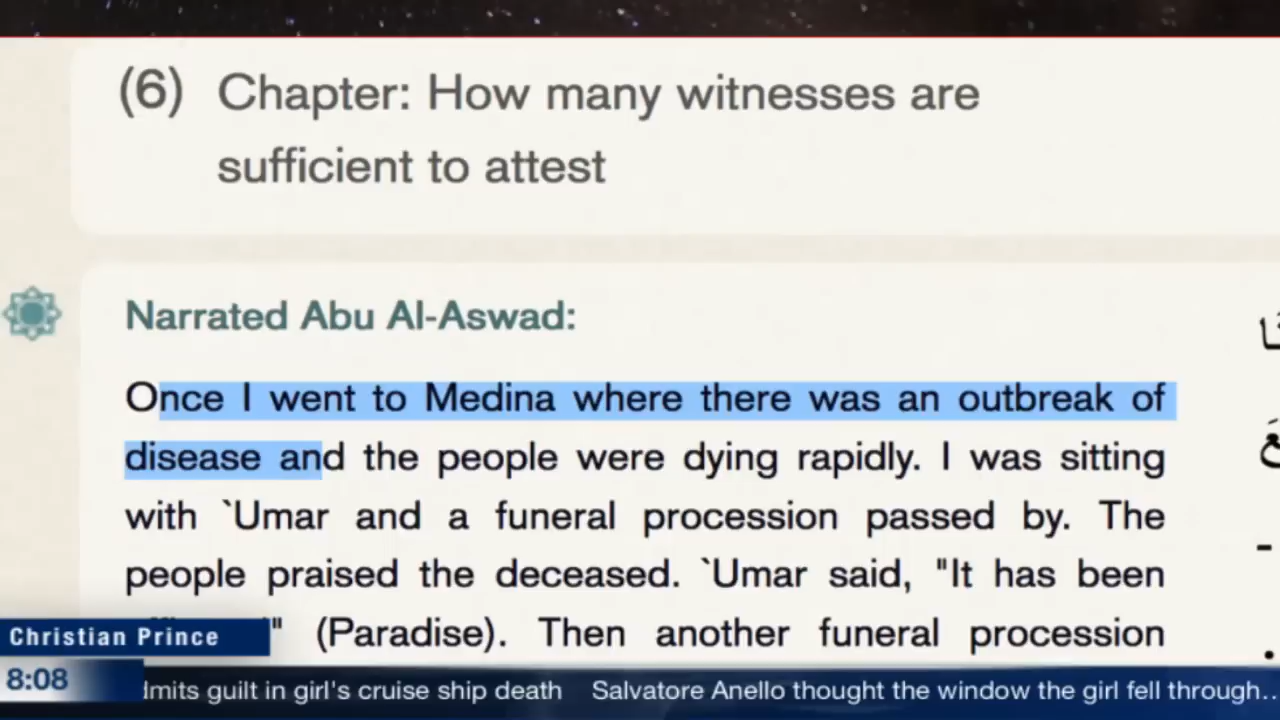 (6) Chapter: How many witnesses are
sufficient to attest
Narrated Abu Al-Aswad:
Once I went to Medina where there was an outbreak of
disease and the people were dying rapidly. I was sitting
with `Umar and a funeral procession passed by. The
people praised the deceased. `Umar said, "It has been
" (Paradise). Then another funeral procession
Christian Prince
8:08
dmits guilt in girl's cruise ship death Salvatore Anello thought the window the girl fell through...